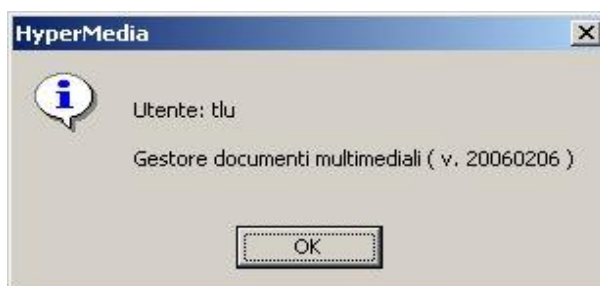 HyperMedia
Utente: tlu
Gestore documenti multimediali ( v. 20060206 )
OK